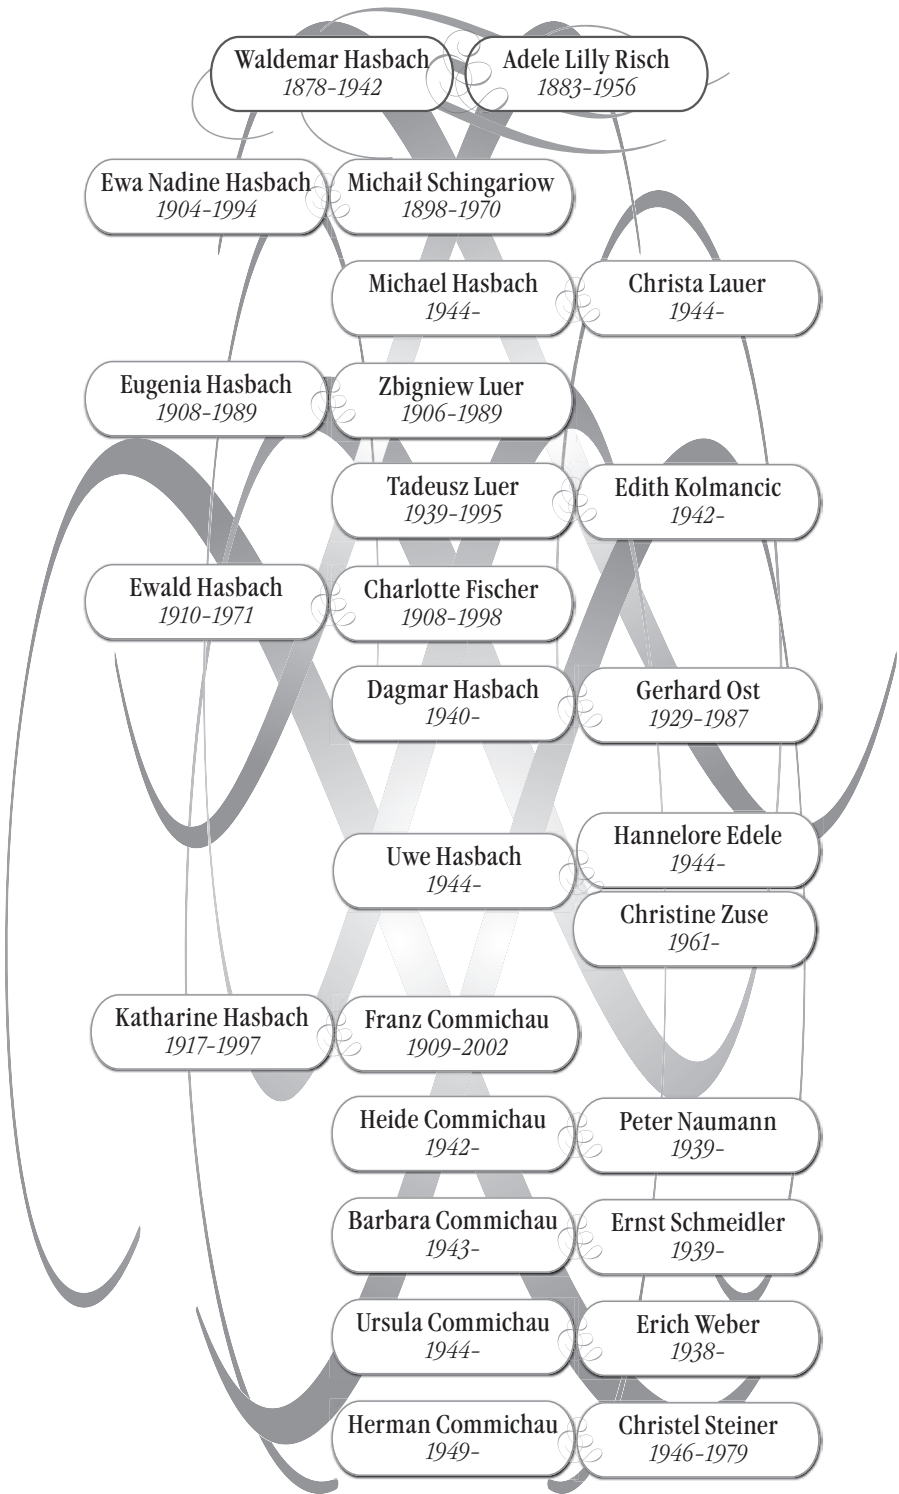 Waldemar Hasbach
1878-1942
Adele Lilly Risch
1883-1956
Ewa Nadine Hasbach
1904-1994
Michaił Schingariow
1898-1970
Michael Hasbach
1944-
Christa Lauer
1944-
Eugenia Hasbach
1908-1989
Zbigniew Luer
1906-1989
Tadeusz Luer
1939-1995
Edith Kolmancic
1942-
Ewald Hasbach
1910-1971
Charlotte Fischer
1908-1998
Dagmar Hasbach
1940-
Gerhard Ost
1929-1987
Uwe Hasbach
1944-
Hannelore Edele
1944-
Christine Zuse
1961-
Katharine Hasbach
1917-1997
Franz Commichau
1909-2002
Heide Commichau
1942-
Peter Naumann
1939-
Barbara Commichau
1943-
Ernst Schmeidler
1939-
Ursula Commichau
1944-
Erich Weber
1938-
Herman Commichau
1949-
Christel Steiner
1946-1979